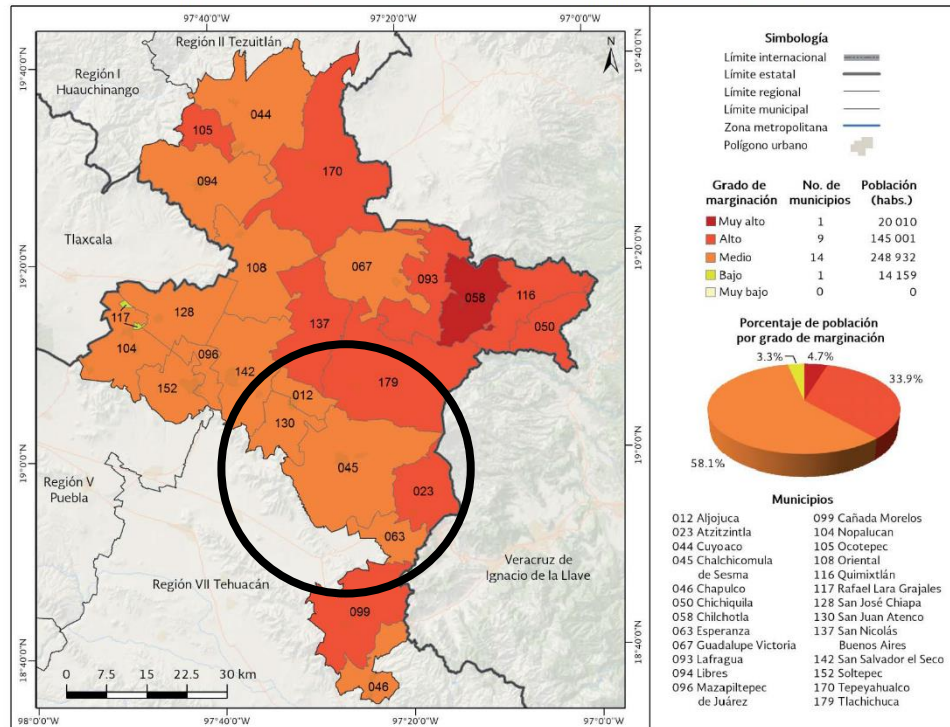 97°40'0"O
97°20'0"O
97°0'0"O
Región II Tezuitlán
N
19°40'0"N
19°40'0"N
Región I
Huauchinango
044
105
170
094
Tlaxcala
19°20'0"N
19°20'0"N
108
067
093
058
116
117
128
137
050
104
096
142
179
152
012
130
19°0'0"N
19°0'0"N
045
Región V
Puebla
023
063
Veracruz de
Ignacio de la Llave
Región VII Tehuacán
099
18°40'0"N
18°40'0"N
046
0 7.5 15 22.5 30 km
98°0'0"O
97°40'0"O
97°20'0"O
97°0'0"O
Simbología
Límite internacional
Límite estatal
Límite regional
Límite municipal
Zona metropolitana
Polígono urbano
Grado de marginación No. de municipios Población (habs.)
Muy alto 1 20 010
Alto 9 145 001
Medio 14 248 932
Bajo 1 14 159
Muy bajo 0 0
Porcentaje de población
por grado de marginación
3.3%
4.7%
33.9%
58.1%
Municipios
012 Aljojuca
023 Atzitzintla
044 Cuyoaco
045 Chalchicomula
de Sesma
046 Chapulco
050 Chichiquila
058 Chilchotla
063 Esperanza
067 Guadalupe Victoria
093 Lafragua
094 Libres
096 Mazapiltepec
de Juárez
099 Cañada Morelos
104 Nopalucan
105 Ocotepec
108 Oriental
116 Quimixtlán
117 Rafael Lara Grajales
128 San José Chiapa
130 San Juan Atenco
137 San Nicolás
Buenos Aires
142 San Salvador el Seco
152 Soltepec
170 Tepeyahualco
179 Tlachichuca